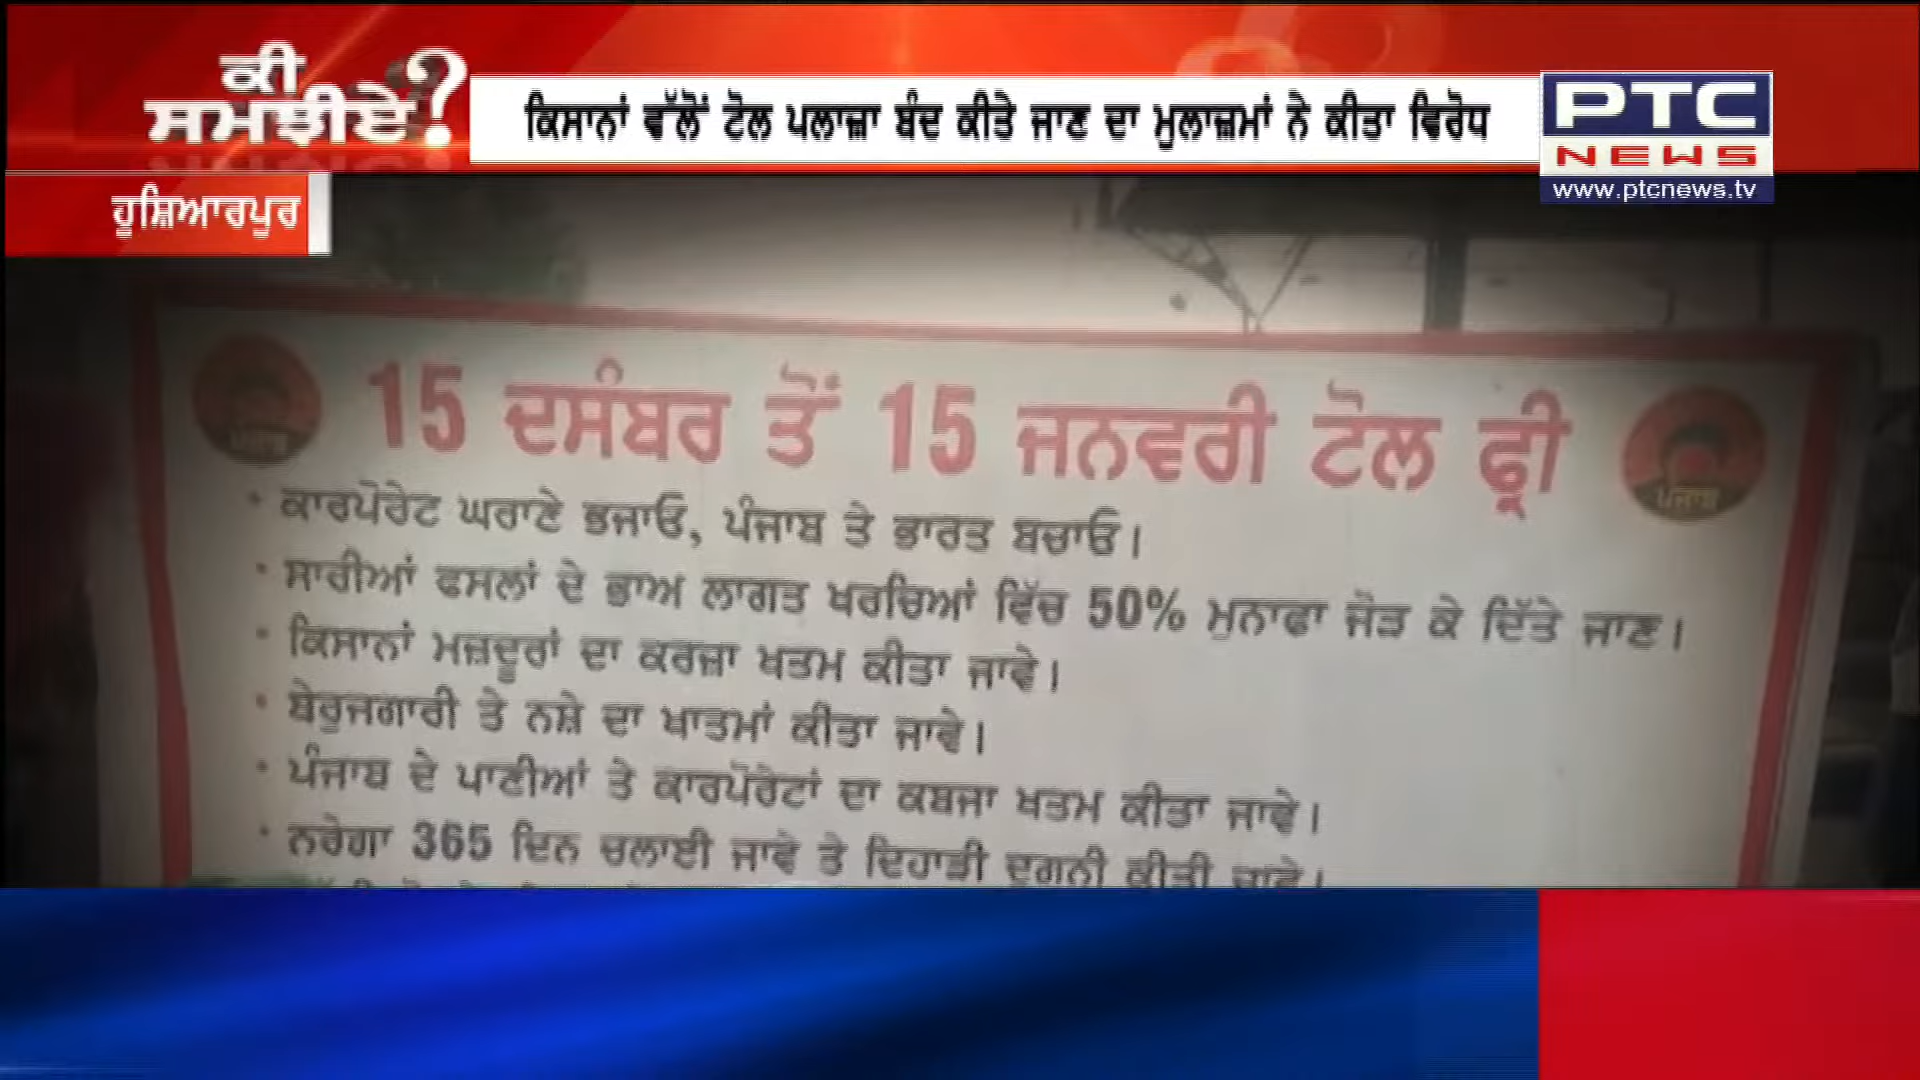 ਕੀ
ਸਮਝੀਏ?
ਕਿਸਾਨਾਂ ਵੱਲੋਂ ਟੋਲ ਪਲਾਜ਼ਾ ਬੰਦ ਕੀਤੇ ਜਾਣ ਦਾ ਮੁਲਾਜ਼ਮਾਂ ਨੇ ਕੀਤਾ ਵਿਰੋਧ
PTC
NEWS
www.ptcnews.tv
ਹੁਸ਼ਿਆਰਪੁਰ
15 ਦਸੰਬਰ ਤੋਂ 15 ਜਨਵਰੀ ਟੋਲ ਫ੍ਰੀ
ਪੰਜਾਬ
ਪੰਜਾਬ
• ਕਾਰਪੋਰੇਟ ਘਰਾਣੇ ਭਜਾਓ, ਪੰਜਾਬ ਤੇ ਭਾਰਤ ਬਚਾਓ।
• ਸਾਰੀਆਂ ਫਸਲਾਂ ਦੇ ਭਾਅ ਲਾਗਤ ਖਰਚਿਆਂ ਵਿੱਚ 50% ਮੁਨਾਫਾ ਜੋੜ ਕੇ ਦਿੱਤੇ ਜਾਣ।
• ਕਿਸਾਨਾਂ ਮਜ਼ਦੂਰਾਂ ਦਾ ਕਰਜ਼ਾ ਖਤਮ ਕੀਤਾ ਜਾਵੇ।
• ਬੇਰੁਜਗਾਰੀ ਤੇ ਨਸ਼ੇ ਦਾ ਖਾਤਮਾਂ ਕੀਤਾ ਜਾਵੇ।
• ਪੰਜਾਬ ਦੇ ਪਾਣੀਆਂ ਤੇ ਕਾਰਪੋਰੇਟਾਂ ਦਾ ਕਬਜਾ ਖਤਮ ਕੀਤਾ ਜਾਵੇ।
• ਨਰੇਗਾ 365 ਦਿਨ ਚਲਾਈ ਜਾਵੇ ਤੇ ਦਿਹਾੜੀ ਦੁਗਨੀ ਕੀਤੀ ਜਾਵੇ।